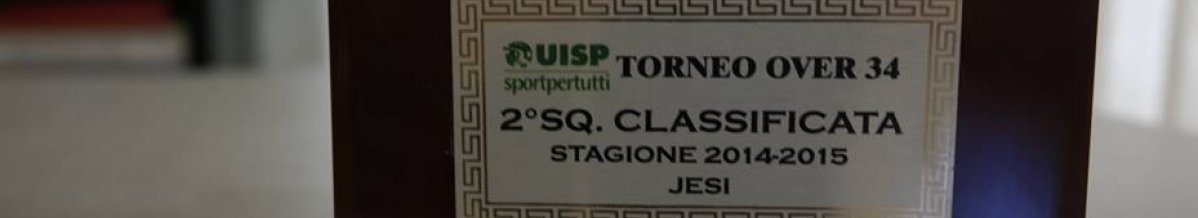 UISP TORNEO OVER 34
sportpertutti
2°SQ. CLASSIFICATA
STAGIONE 2014-2015
JESI